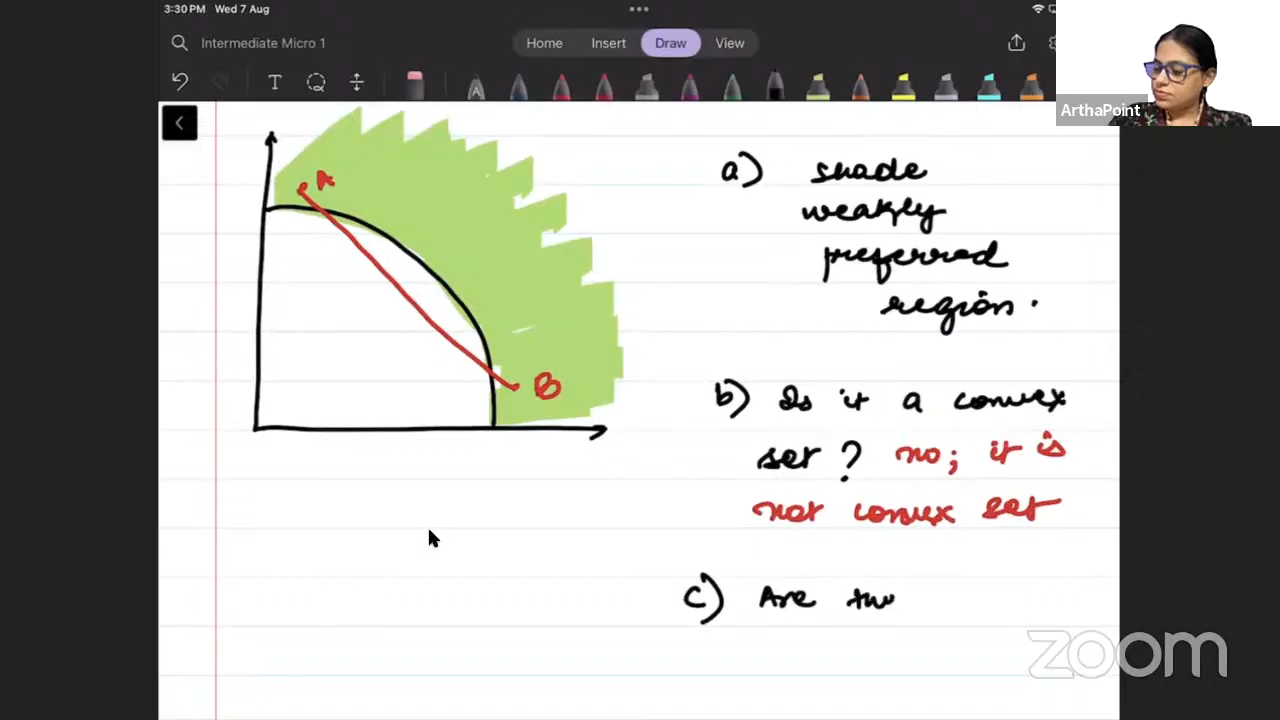 3:30 PM Wed 7 Aug
Intermediate Micro 1
Home Insert Draw View
T
A
ArthaPoint
A
B
a) shade
weakly
preferred
region.
b) Is it a convex
set? no; it is
not convex set
c) Are
zoom